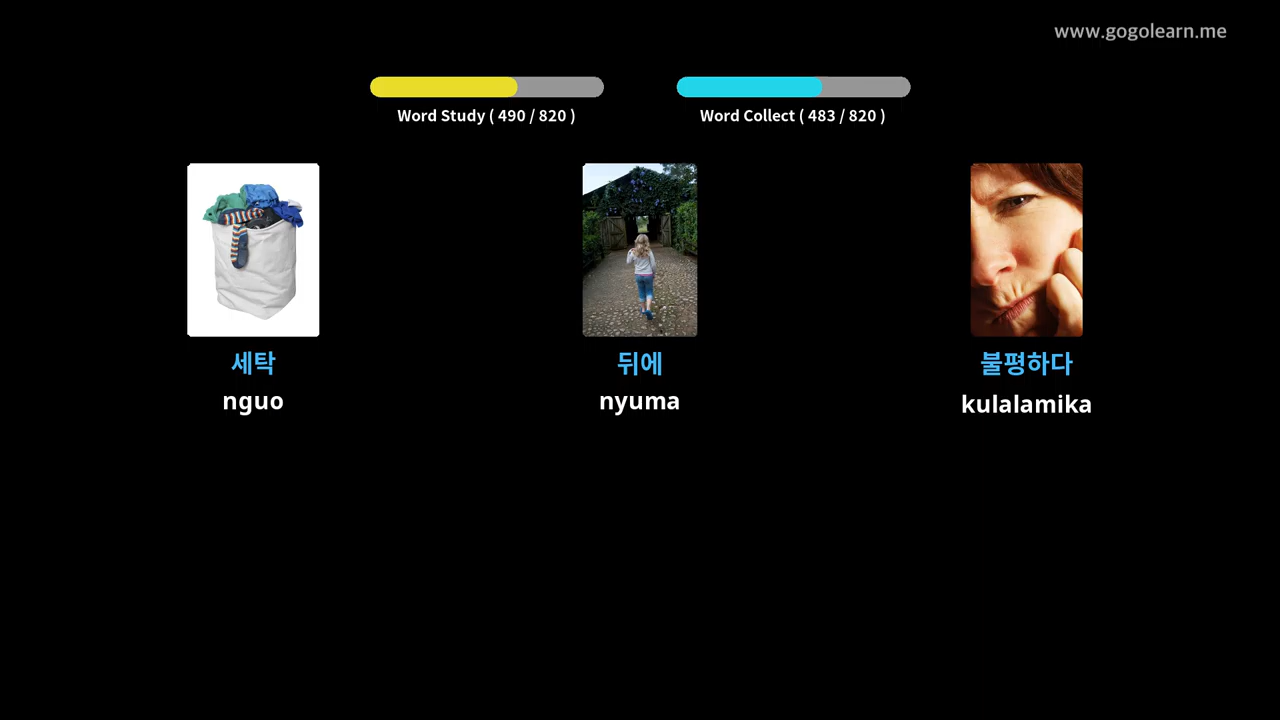 www.gogolearn.me
Word Study ( 490 / 820 )
Word Collect ( 483 / 820 )
세탁
nguo
뒤에
nyuma
불평하다
kulalamika